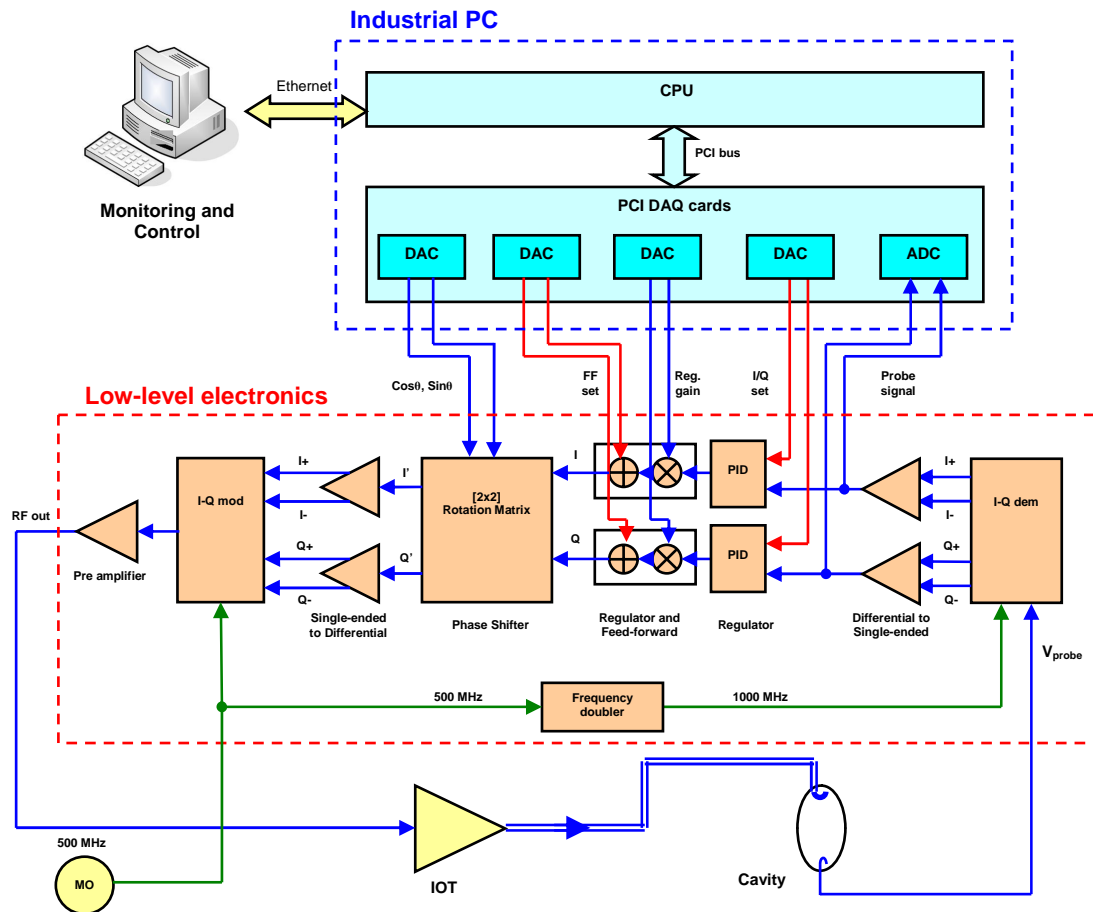 Industrial PC
Ethernet
CPU
PCI bus
Monitoring and
Control
PCI DAQ cards
DAC
DAC
DAC
DAC
ADC
Cosθ, Sinθ
FF
set
Reg.
gain
I/Q
set
Probe
signal
Low-level electronics
RF out
Pre amplifier
I-Q mod
I+
I-
Q+
Q-
I'
Q'
Single-ended
to Differential
[2x2]
Rotation Matrix
Phase Shifter
I
Q
Regulator and
Feed-forward
PID
PID
Regulator
Differential to
Single-ended
I+
I-
Q+
Q-
I-Q dem
Vprobe
500 MHz
Frequency
doubler
1000 MHz
500 MHz
MO
IOT
Cavity